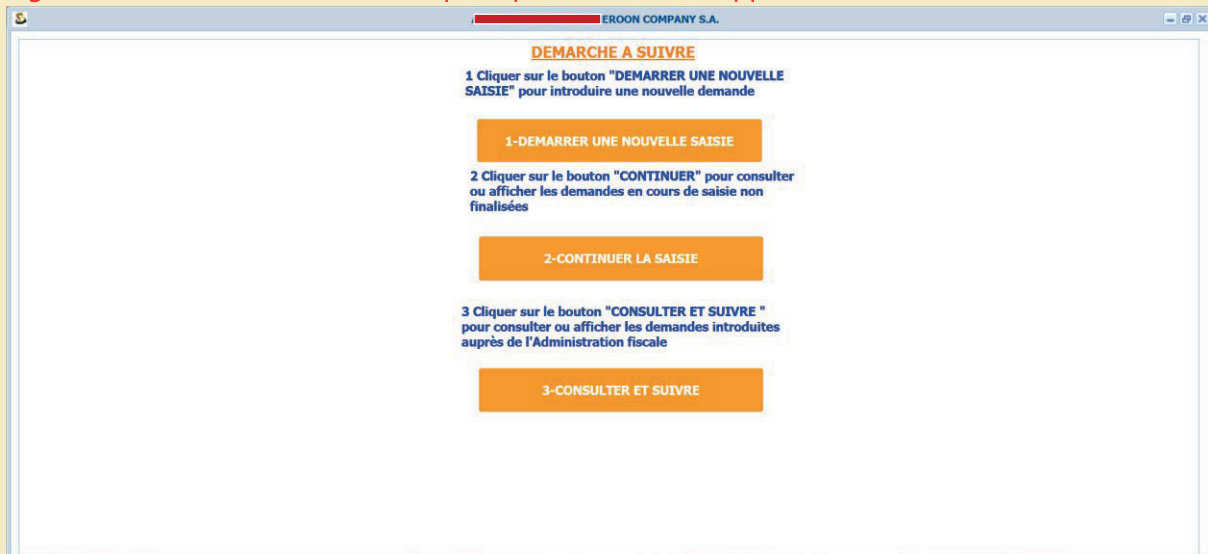 EROON COMPANY S.A.
DEMARCHE A SUIVRE
1 Cliquer sur le bouton "DEMARRER UNE NOUVELLE
SAISIE" pour introduire une nouvelle demande
1-DEMARRER UNE NOUVELLE SAISIE
2 Cliquer sur le bouton "CONTINUER" pour consulter
ou afficher les demandes en cours de saisie non
finalisées
2-CONTINUER LA SAISIE
3 Cliquer sur le bouton "CONSULTER ET SUIVRE "
pour consulter ou afficher les demandes introduites
auprès de l'Administration fiscale
3-CONSULTER ET SUIVRE